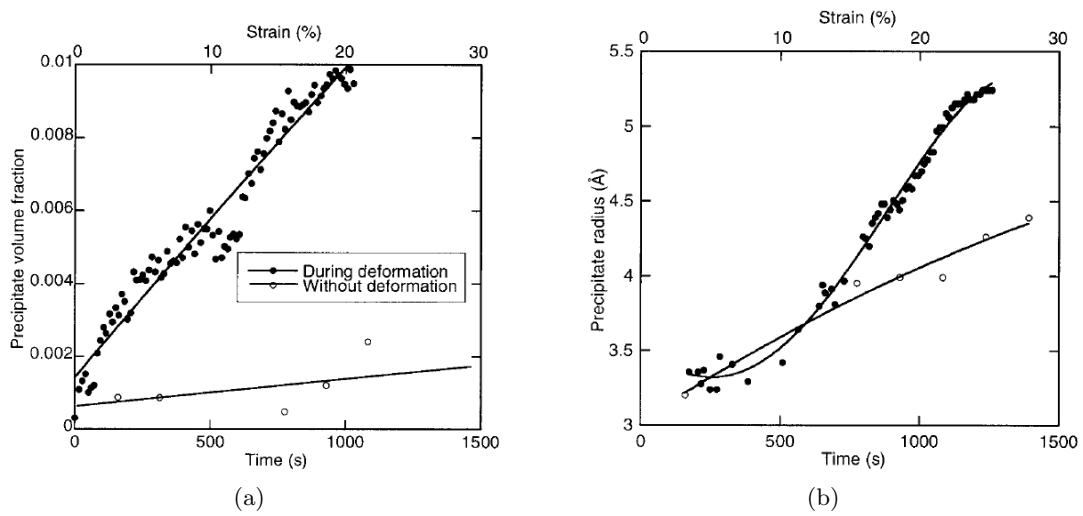 Strain (%)
0 10 20 30
0.01
0.008
0.006
0.004
0.002
0
Precipitate volume fraction
During deformation
Without deformation
0 500 1000 1500
Time (s)
(a)
Strain (%)
0 10 20 30
5.5
5
4.5
4
3.5
3
Precipitate radius (Å)
0 500 1000 1500
Time (s)
(b)